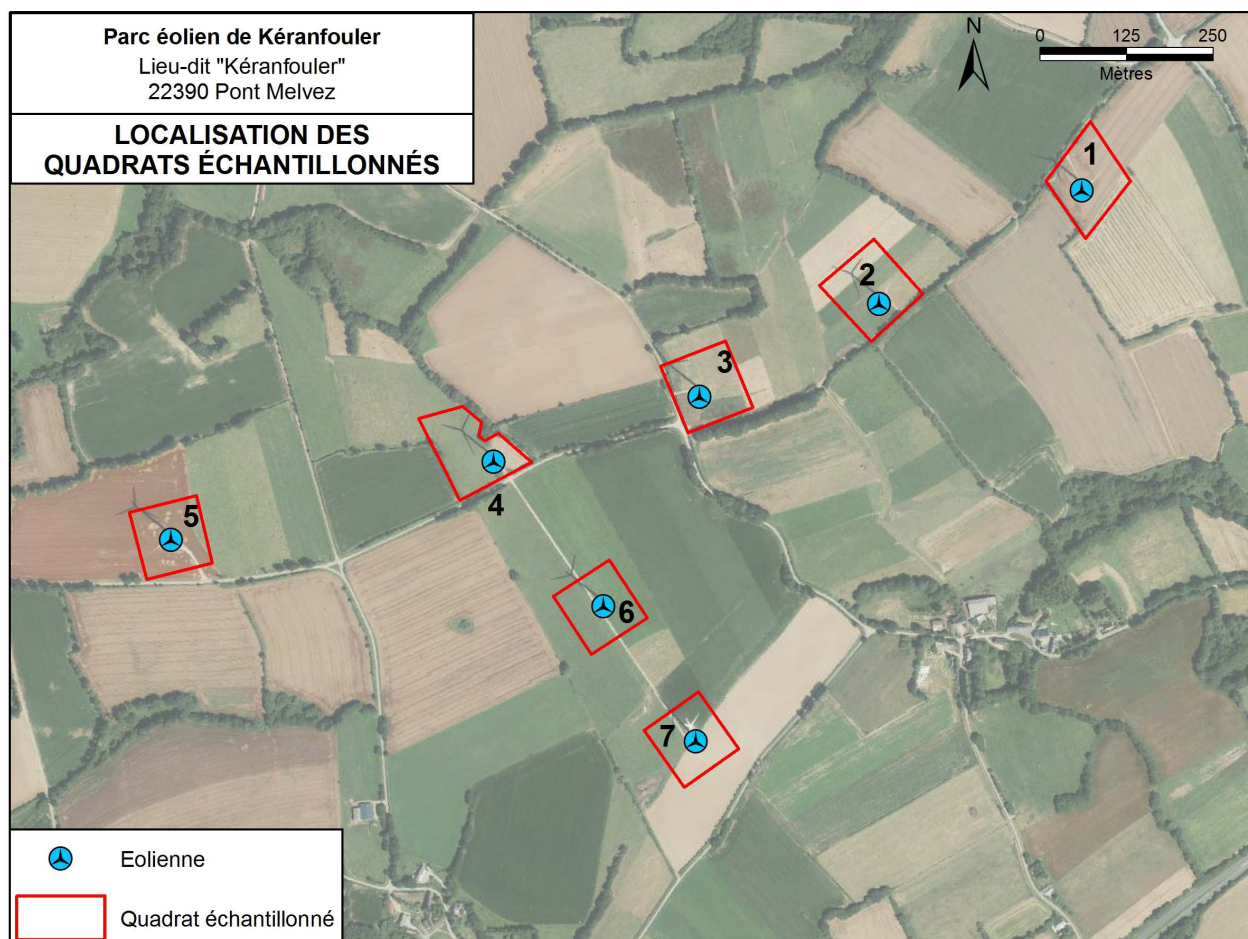 Parc éolien de Kéranfouler
Lieu-dit "Kéranfouler"
22390 Pont Melvez
LOCALISATION DES
QUADRATS ÉCHANTILLONNÉS
N
0 125 250
Mètres
1
2
3
4
5
6
7
Eolienne
Quadrat échantillonné